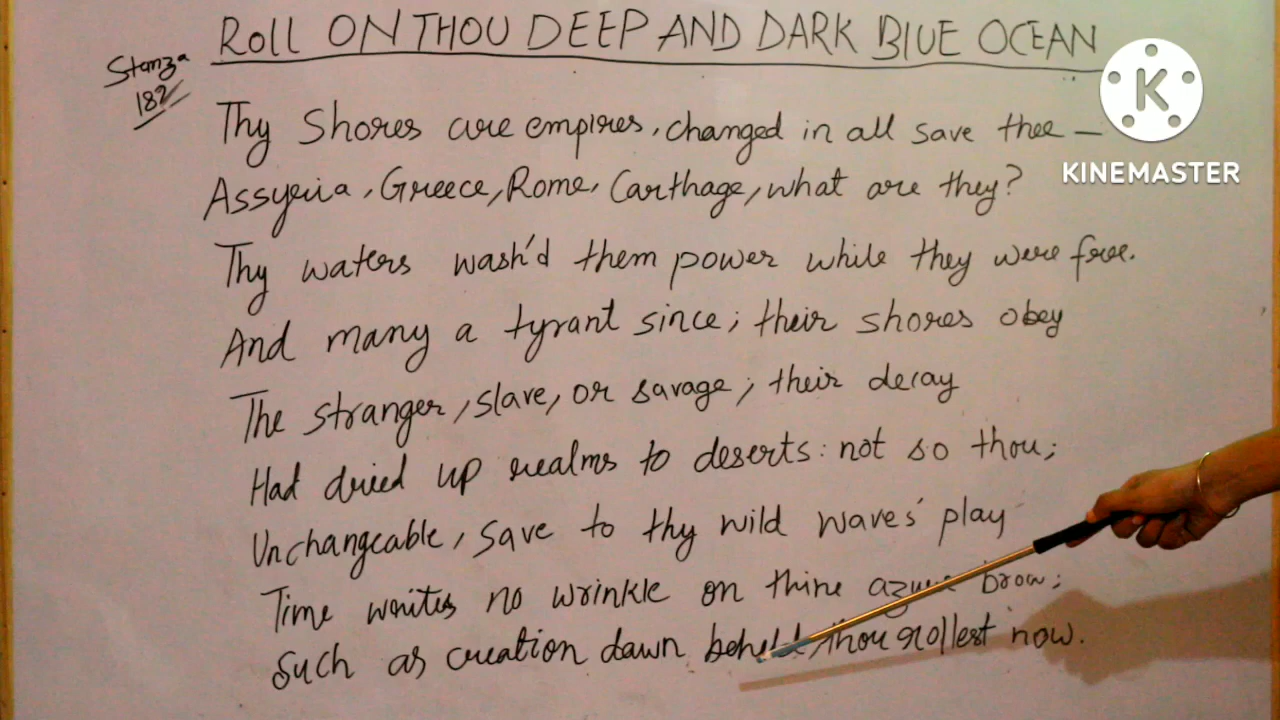 ROLL ON THOU DEEP AND DARK BLUE OCEAN
Stanza
182
Thy Shores are empires, changed in all save thee —
Assyria, Greece, Rome, Carthage, what are they?
Thy waters wash'd them power while they were free.
And many a tyrant since; their shores obey
The stranger, slave, or savage; their decay
Had dried up realms to deserts: not so thou;
Unchangeable, save to thy wild waves' play
Time writes no wrinkle on thine azure brow;
Such as creation dawn beheld, thou rollest now.
K
KINEMASTER